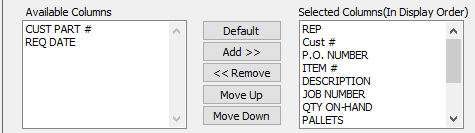 Available Columns
CUST PART #
REQ DATE
Default
Add >>
<< Remove
Move Up
Move Down
Selected Columns(In Display Order)
REP
Cust #
P.O. NUMBER
ITEM #
DESCRIPTION
JOB NUMBER
QTY ON-HAND
PALLETS